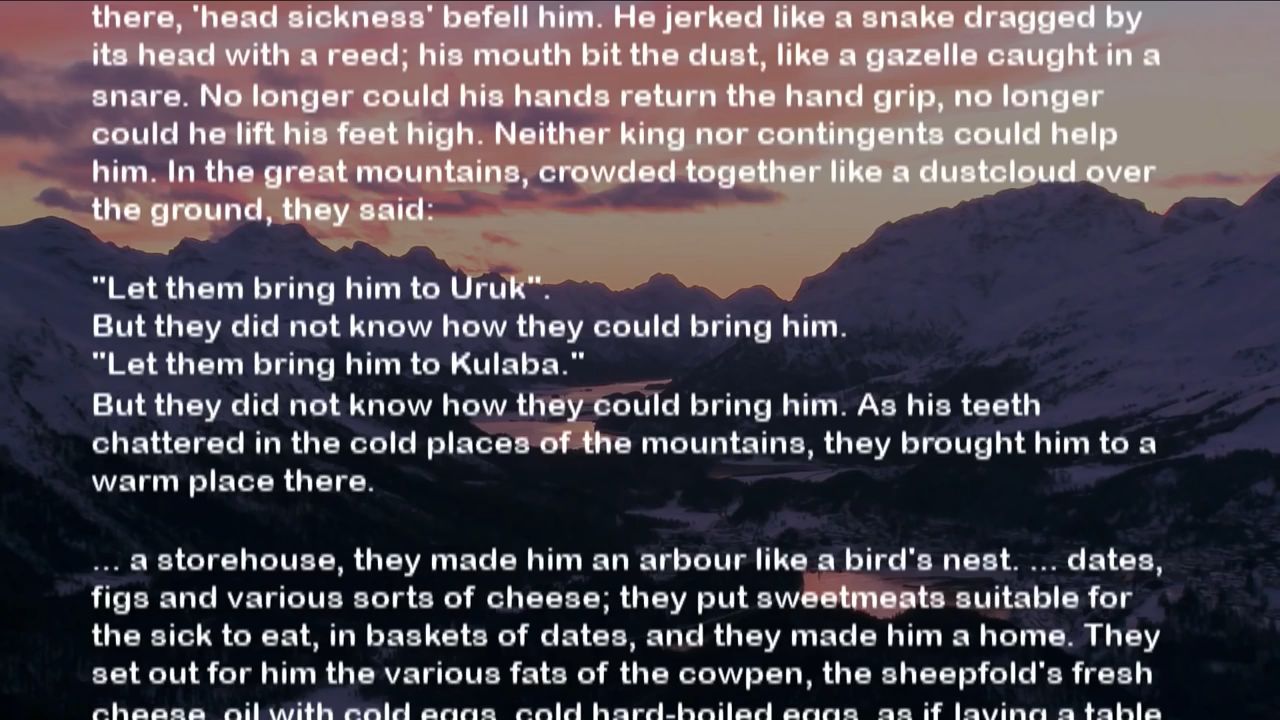 there, 'head sickness' befell him. He jerked like a snake dragged by
its head with a reed; his mouth bit the dust, like a gazelle caught in a
snare. No longer could his hands return the hand grip, no longer
could he lift his feet high. Neither king nor contingents could help
him. In the great mountains, crowded together like a dustcloud over
the ground, they said:
"Let them bring him to Uruk".
But they did not know how they could bring him.
"Let them bring him to Kulaba."
But they did not know how they could bring him. As his teeth
chattered in the cold places of the mountains, they brought him to a
warm place there.
... a storehouse, they made him an arbour like a bird's nest. ... dates,
figs and various sorts of cheese; they put sweetmeats suitable for
the sick to eat, in baskets of dates, and they made him a home. They
set out for him the various fats of the cowpen, the sheepfold's fresh
cheese, oil with cold eggs, cold hard-boiled eggs, as if laying a table